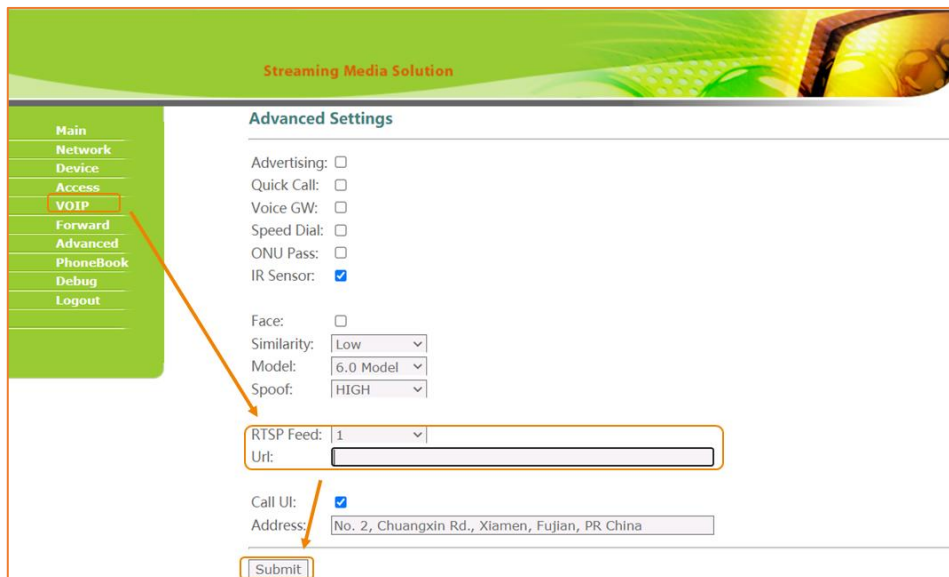 Streaming Media Solution
Main
Network
Device
Access
VOIP
Forward
Advanced
PhoneBook
Debug
Logout
Advanced Settings
Advertising:
Quick Call:
Voice GW:
Speed Dial:
ONU Pass:
IR Sensor:
Face:
Similarity: Low
Model: 6.0 Model
Spoof: HIGH
RTSP Feed: 1
Url:
Call UI:
Address: No. 2, Chuangxin Rd., Xiamen, Fujian, PR China
Submit